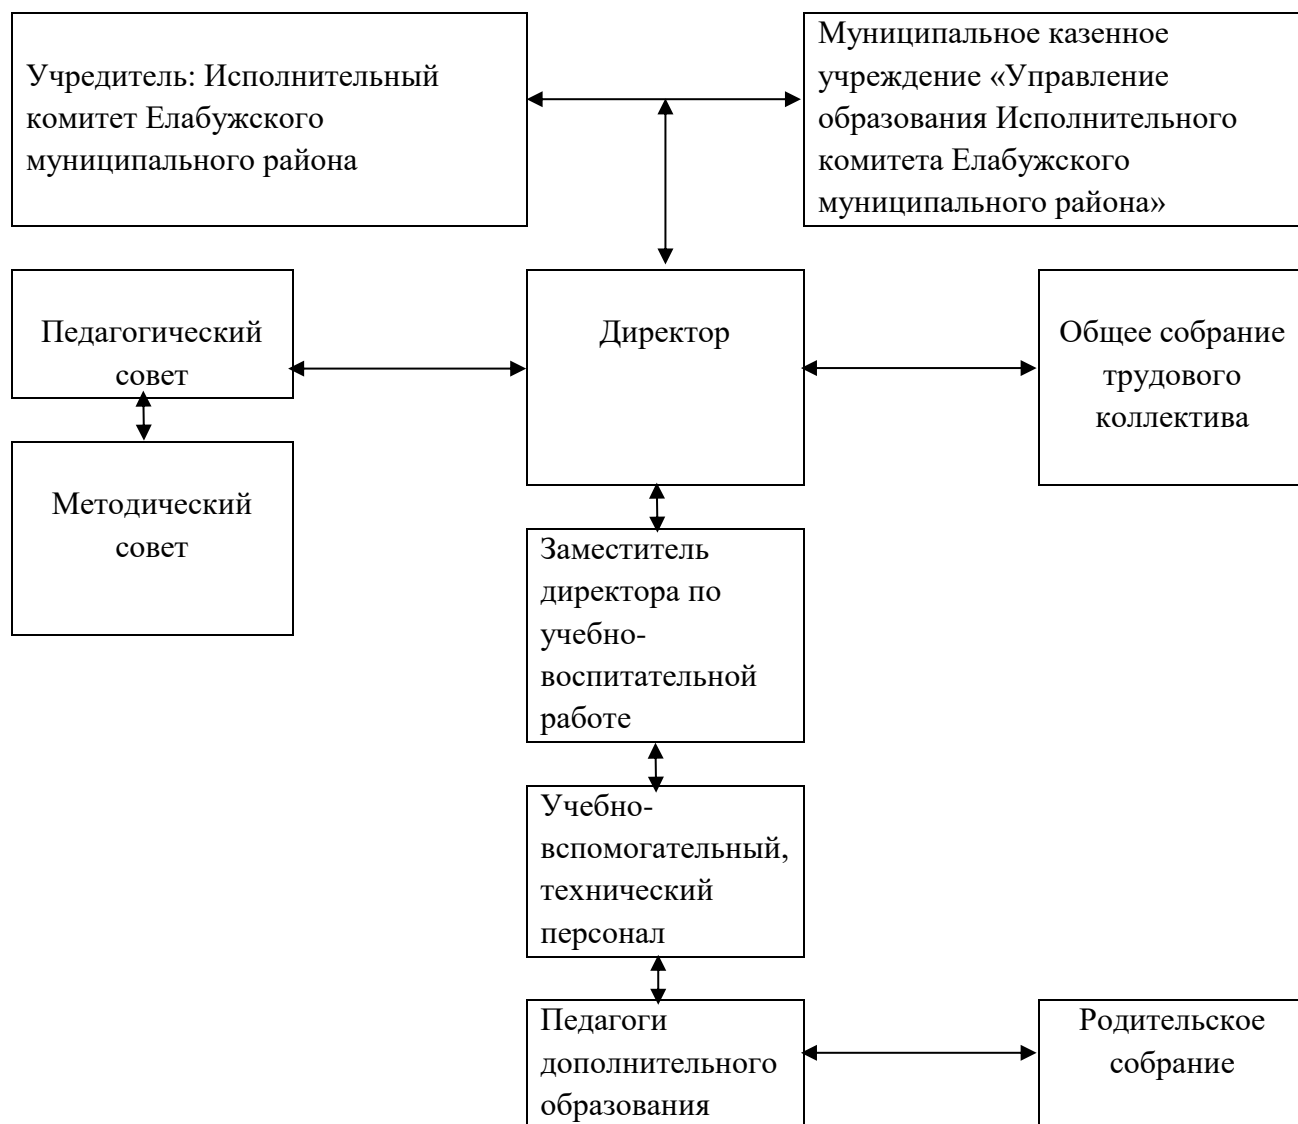 Учредитель: Исполнительный
комитет Елабужского
муниципального района
Муниципальное казенное
учреждение «Управление
образования Исполнительного
комитета Елабужского
муниципального района»
Педагогический
совет
Директор
Общее собрание
трудового
коллектива
Методический
совет
Заместитель
директора по
учебно-
воспитательной
работе
Учебно-
вспомогательный,
технический
персонал
Педагоги
дополнительного
образования
Родительское
собрание